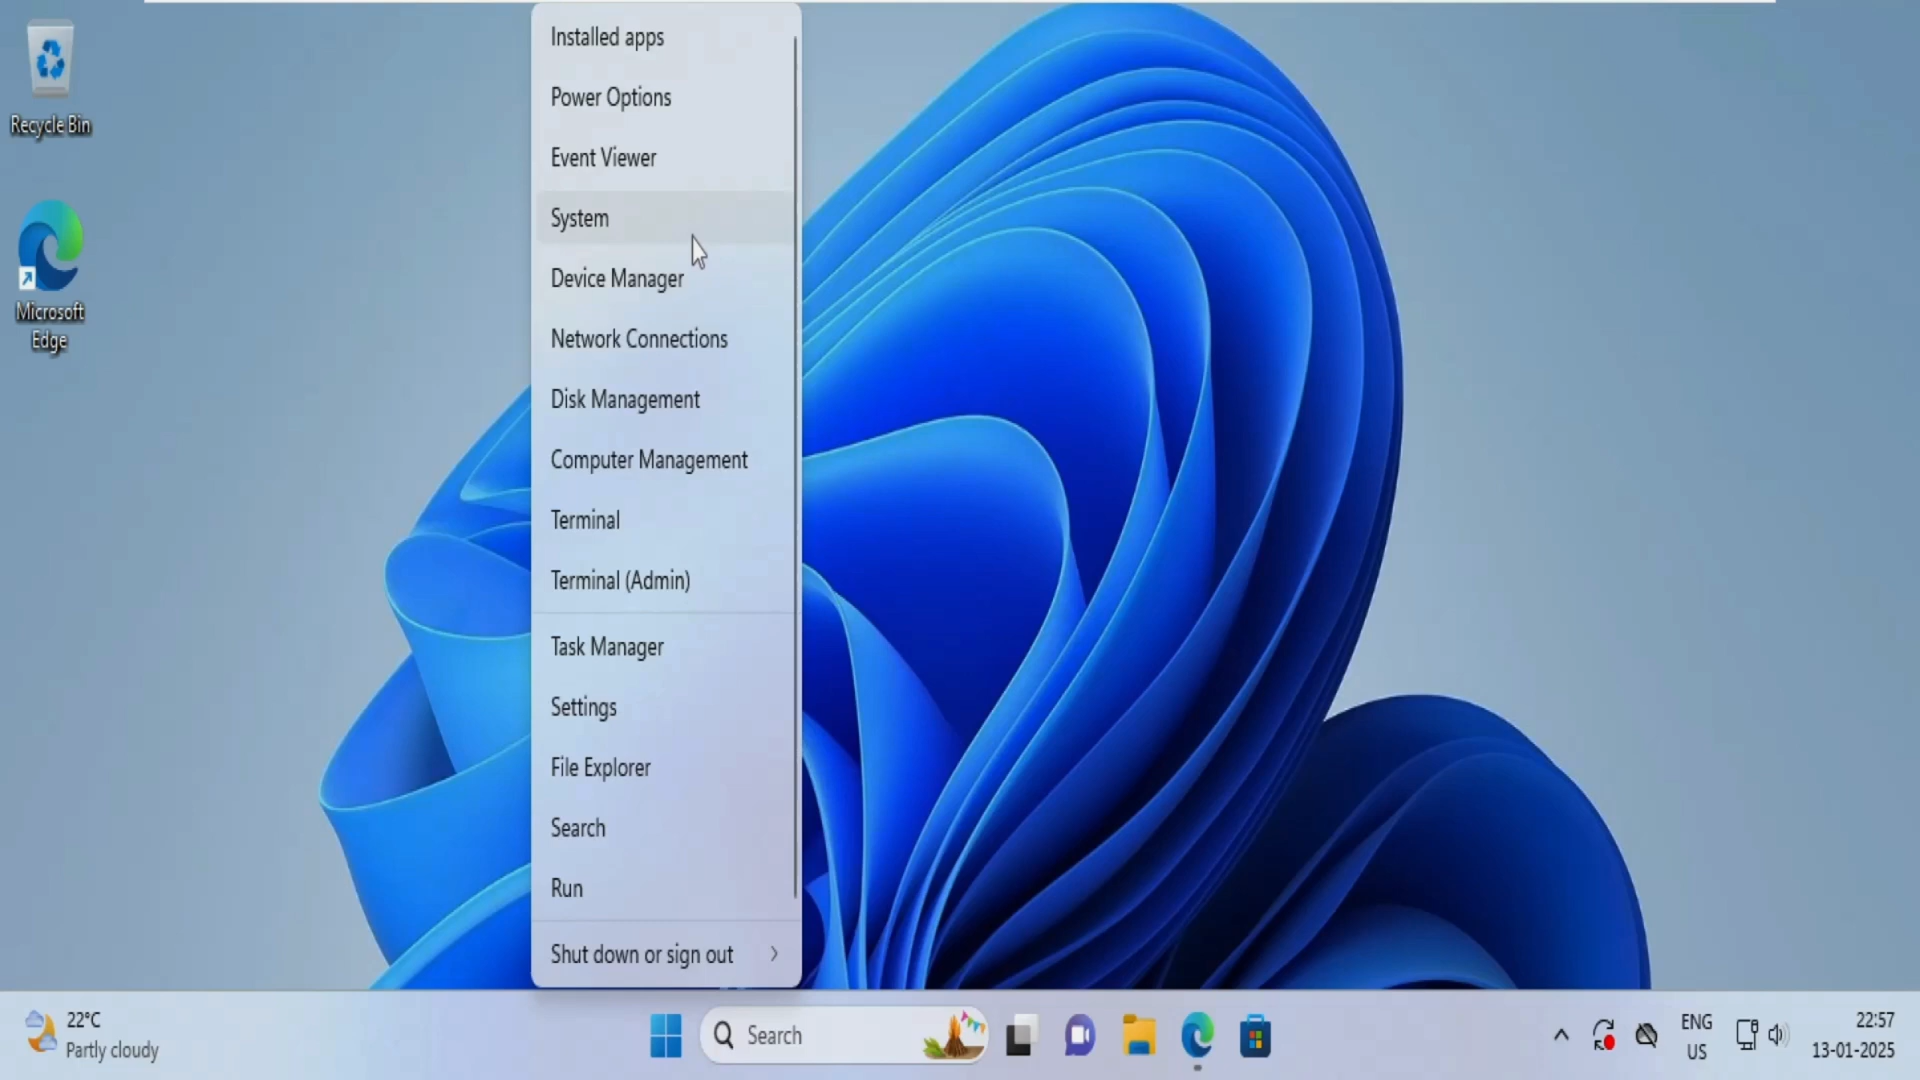 Recycle Bin
Microsoft
Edge
Installed apps
Power Options
Event Viewer
System
Device Manager
Network Connections
Disk Management
Computer Management
Terminal
Terminal (Admin)
Task Manager
Settings
File Explorer
Search
Run
Shut down or sign out
22°C
Partly cloudy
Search
ENG
US
22:57
13-01-2025